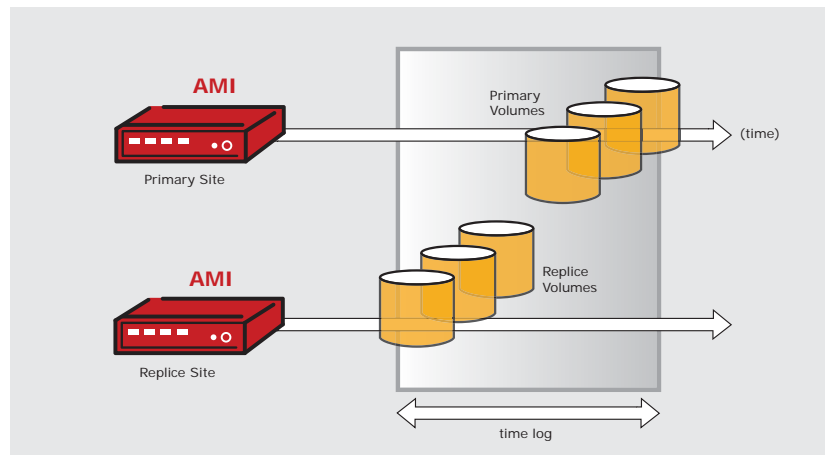 AMI
Primary Site
Primary
Volumes
(time)
AMI
Replice Site
Replice
Volumes
time log